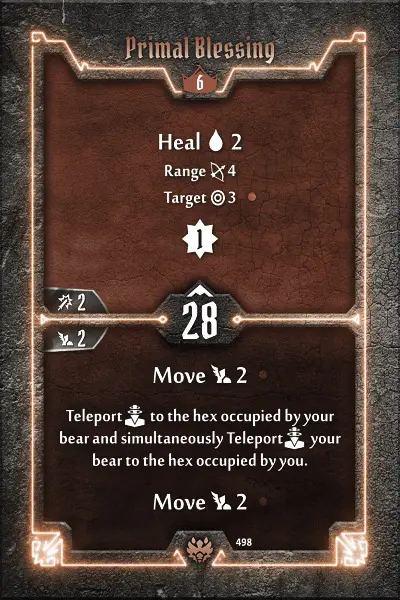 Primal Blessing
6
Heal 2
Range 4
Target 3
1
2
28
2
Move 2
Teleport to the hex occupied by your
bear and simultaneously Teleport your
bear to the hex occupied by you.
Move 2
498